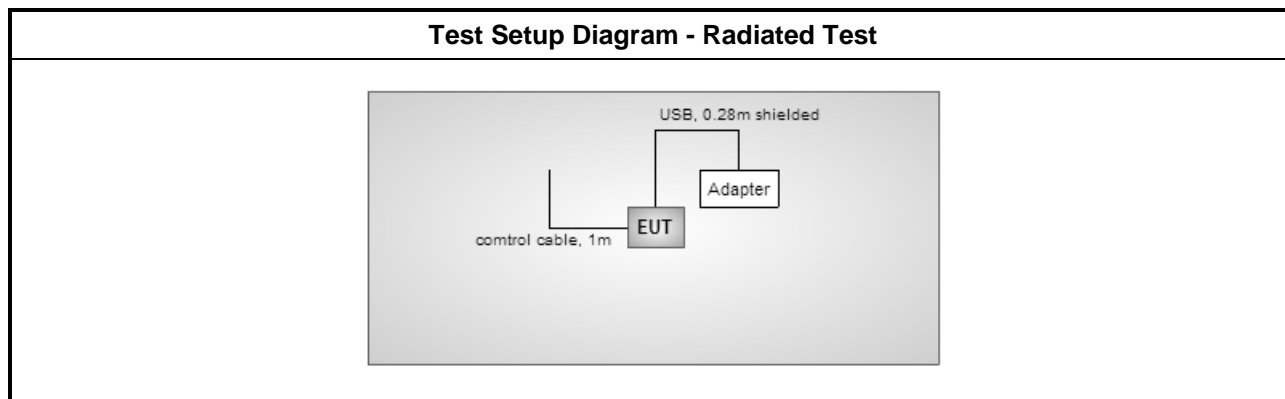 Test Setup Diagram - Radiated Test
USB, 0.28m shielded
Adapter
EUT
comtrol cable, 1m